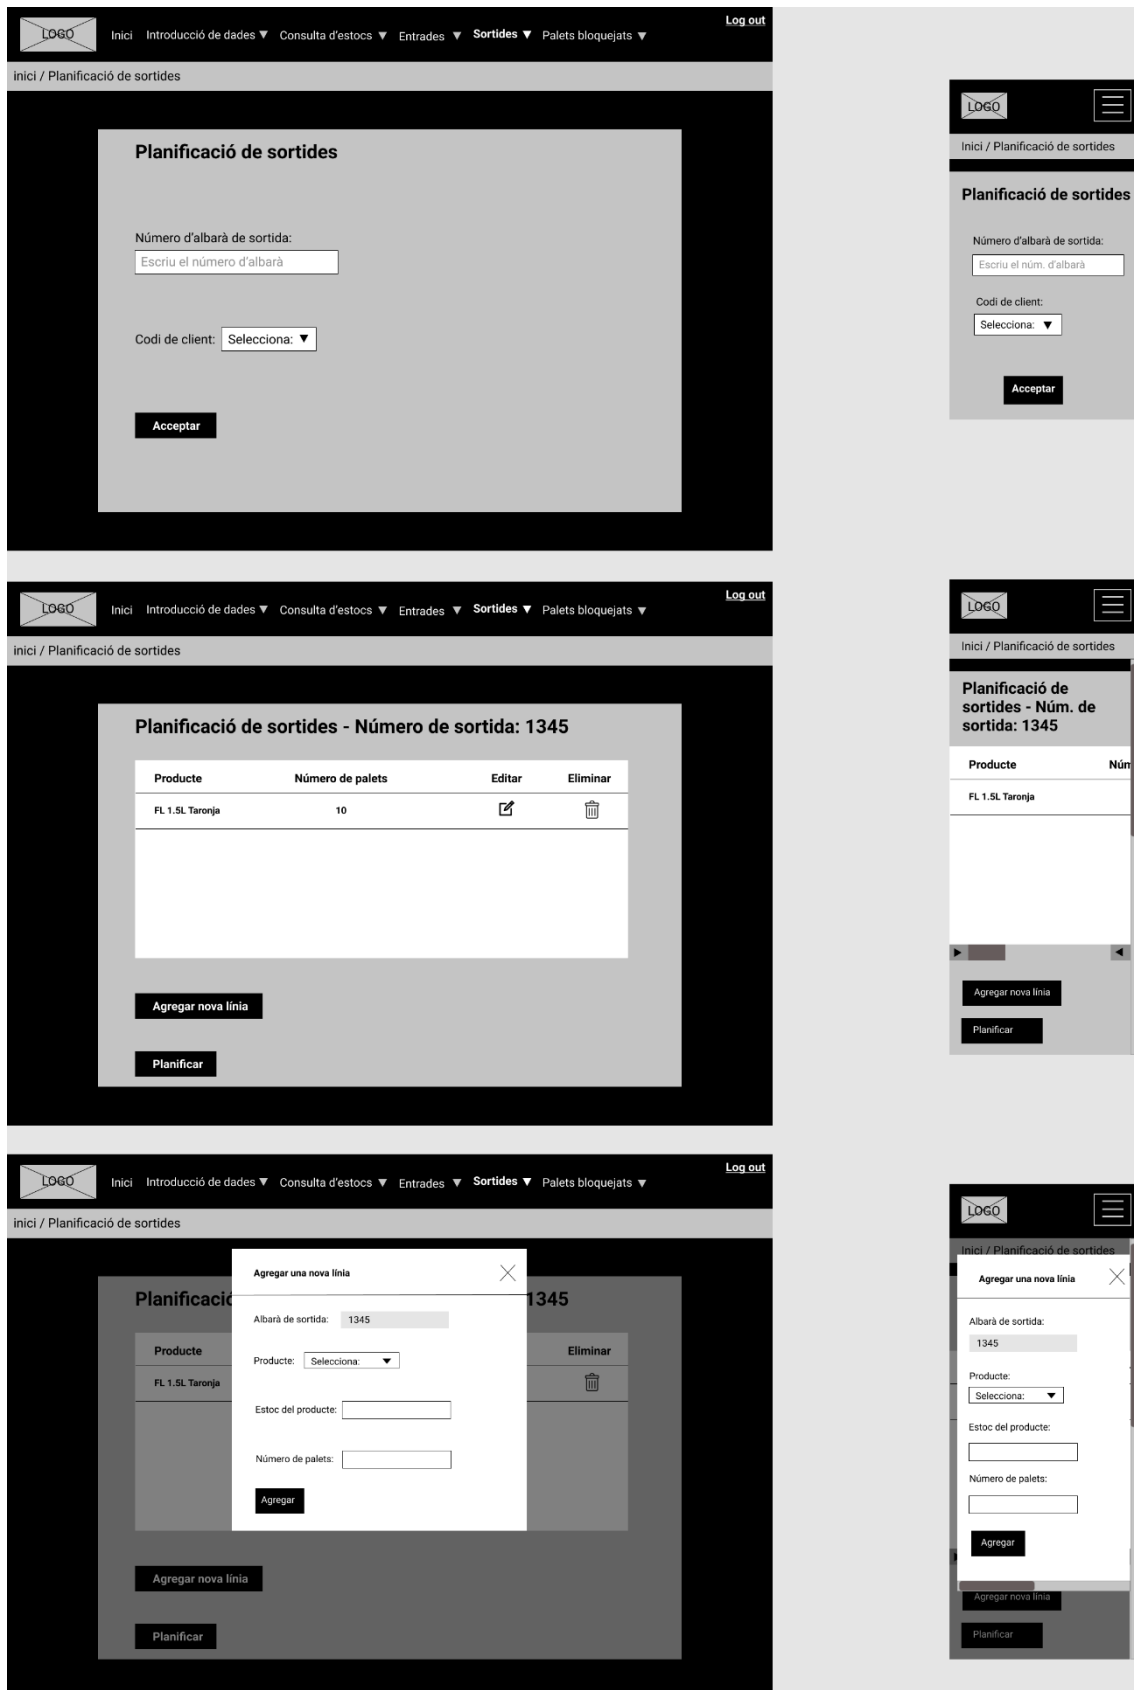 LOGO
Inici Introducció de dades ▼ Consulta d'estocs ▼ Entrades ▼ Sortides ▼ Palets bloquejats ▼
Log out
inici / Planificació de sortides
Planificació de sortides
Número d'albarà de sortida:
Escriu el número d'albarà
Codi de client: Selecciona: ▼
Acceptar
LOGO
Inici / Planificació de sortides
Planificació de sortides
Número d'albarà de sortida:
Escriu el núm. d'albarà
Codi de client:
Selecciona: ▼
Acceptar
LOGO
Inici Introducció de dades ▼ Consulta d'estocs ▼ Entrades ▼ Sortides ▼ Palets bloquejats ▼
Log out
inici / Planificació de sortides
Planificació de sortides - Número de sortida: 1345
Producte Número de palets Editar Eliminar
FL 1.5L Taronja 10
Agregar nova línia
Planificar
LOGO
Inici / Planificació de sortides
Planificació de
sortides - Núm. de
sortida: 1345
Producte Núm
FL 1.5L Taronja
Agregar nova línia
Planificar
LOGO
Inici Introducció de dades ▼ Consulta d'estocs ▼ Entrades ▼ Sortides ▼ Palets bloquejats ▼
Log out
inici / Planificació de sortides
Planificació 1345
Producte Eliminar
FL 1.5L Taronja
Agregar una nova línia
Albarà de sortida: 1345
Producte: Selecciona: ▼
Estoc del producte:
Número de palets:
Agregar
Agregar nova línia
Planificar
LOGO
Inici / Planificació de sortides
Agregar una nova línia
Albarà de sortida:
1345
Producte:
Selecciona: ▼
Estoc del producte:
Número de palets:
Agregar
Agregar nova línia
Planificar